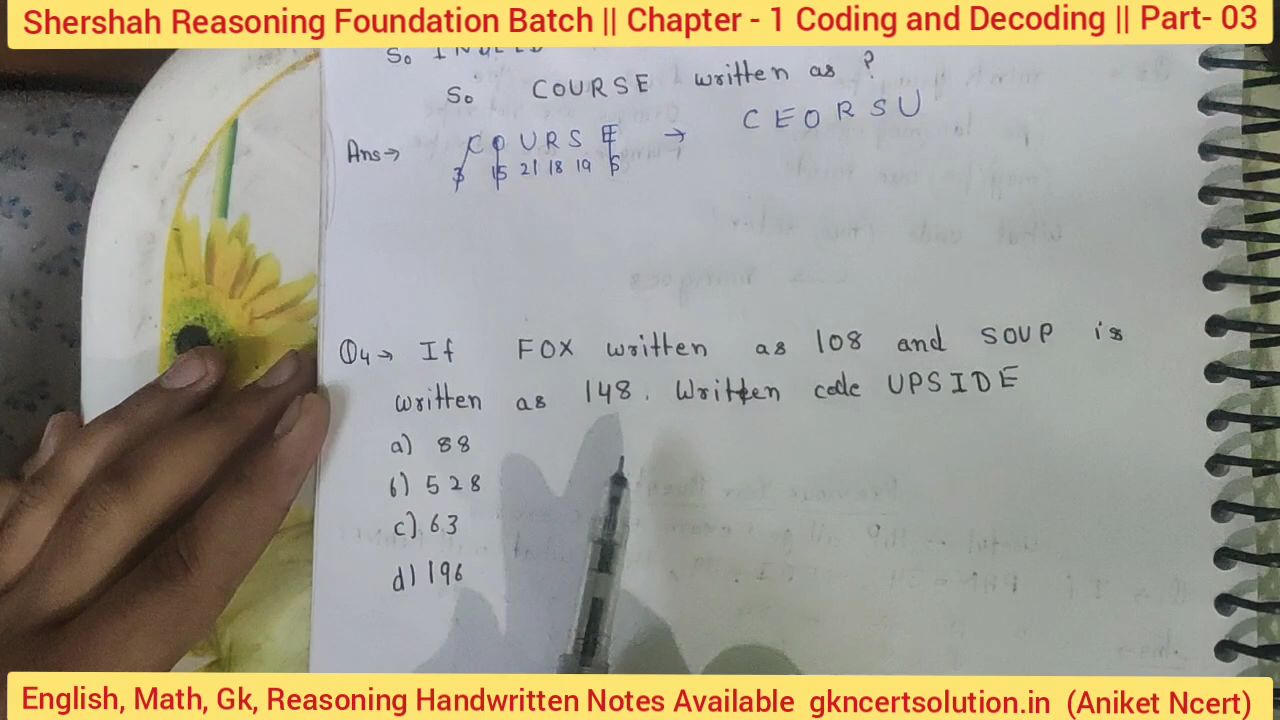 Shershah Reasoning Foundation Batch || Chapter - 1 Coding and Decoding || Part- 03
So
So COURSE written as ?
Ans→ COURSE → CEORSU
3 15 21 18 19 5
Q4→ If FOX written as 108 and SOUP is
written as 148. Written code UPSIDE
a) 88
b) 528
c) 63
d) 196
English, Math, Gk, Reasoning Handwritten Notes Available gkncertsolution.in (Aniket Ncert)